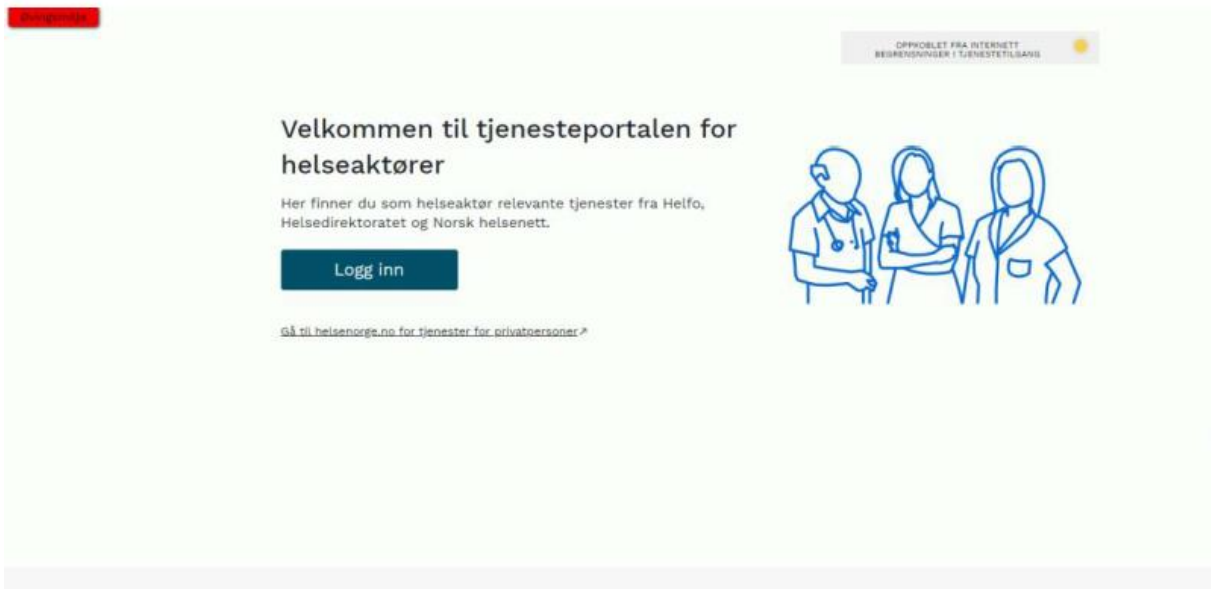 Øvingsmiljø
OPPKOBLET FRA INTERNETT
BEGRENSNINGER I TJENESTETILGANG
Velkommen til tjenesteportalen for
helseaktører
Her finner du som helseaktør relevante tjenester fra Helfo,
Helsedirektoratet og Norsk helsenett.
Logg inn
Gå til helsenorge.no for tjenester for privatpersoner↗